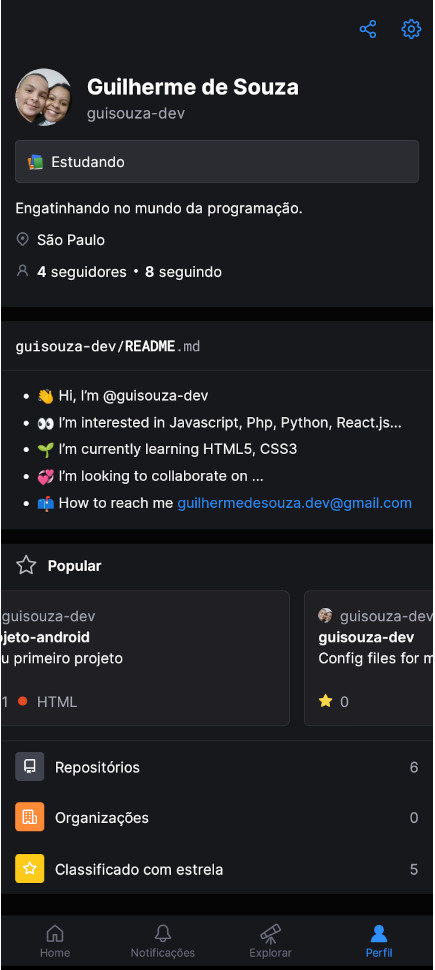 Guilherme de Souza
guisouza-dev
Estudando
Engatinhando no mundo da programação.
São Paulo
4 seguidores • 8 seguindo
guisouza-dev/README.md
• 👋 Hi, I'm @guisouza-dev
• 👀 I'm interested in Javascript, Php, Python, React.js...
• 🌱 I'm currently learning HTML5, CSS3
• 💞️ I'm looking to collaborate on ...
• 📫 How to reach me guilhermedesouza.dev@gmail.com
Popular
guisouza-dev
jeto-android
u primeiro projeto
1 HTML
guisouza-dev
guisouza-dev
Config files for m
0
Repositórios 6
Organizações 0
Classificado com estrela 5
Home Notificações Explorar Perfil